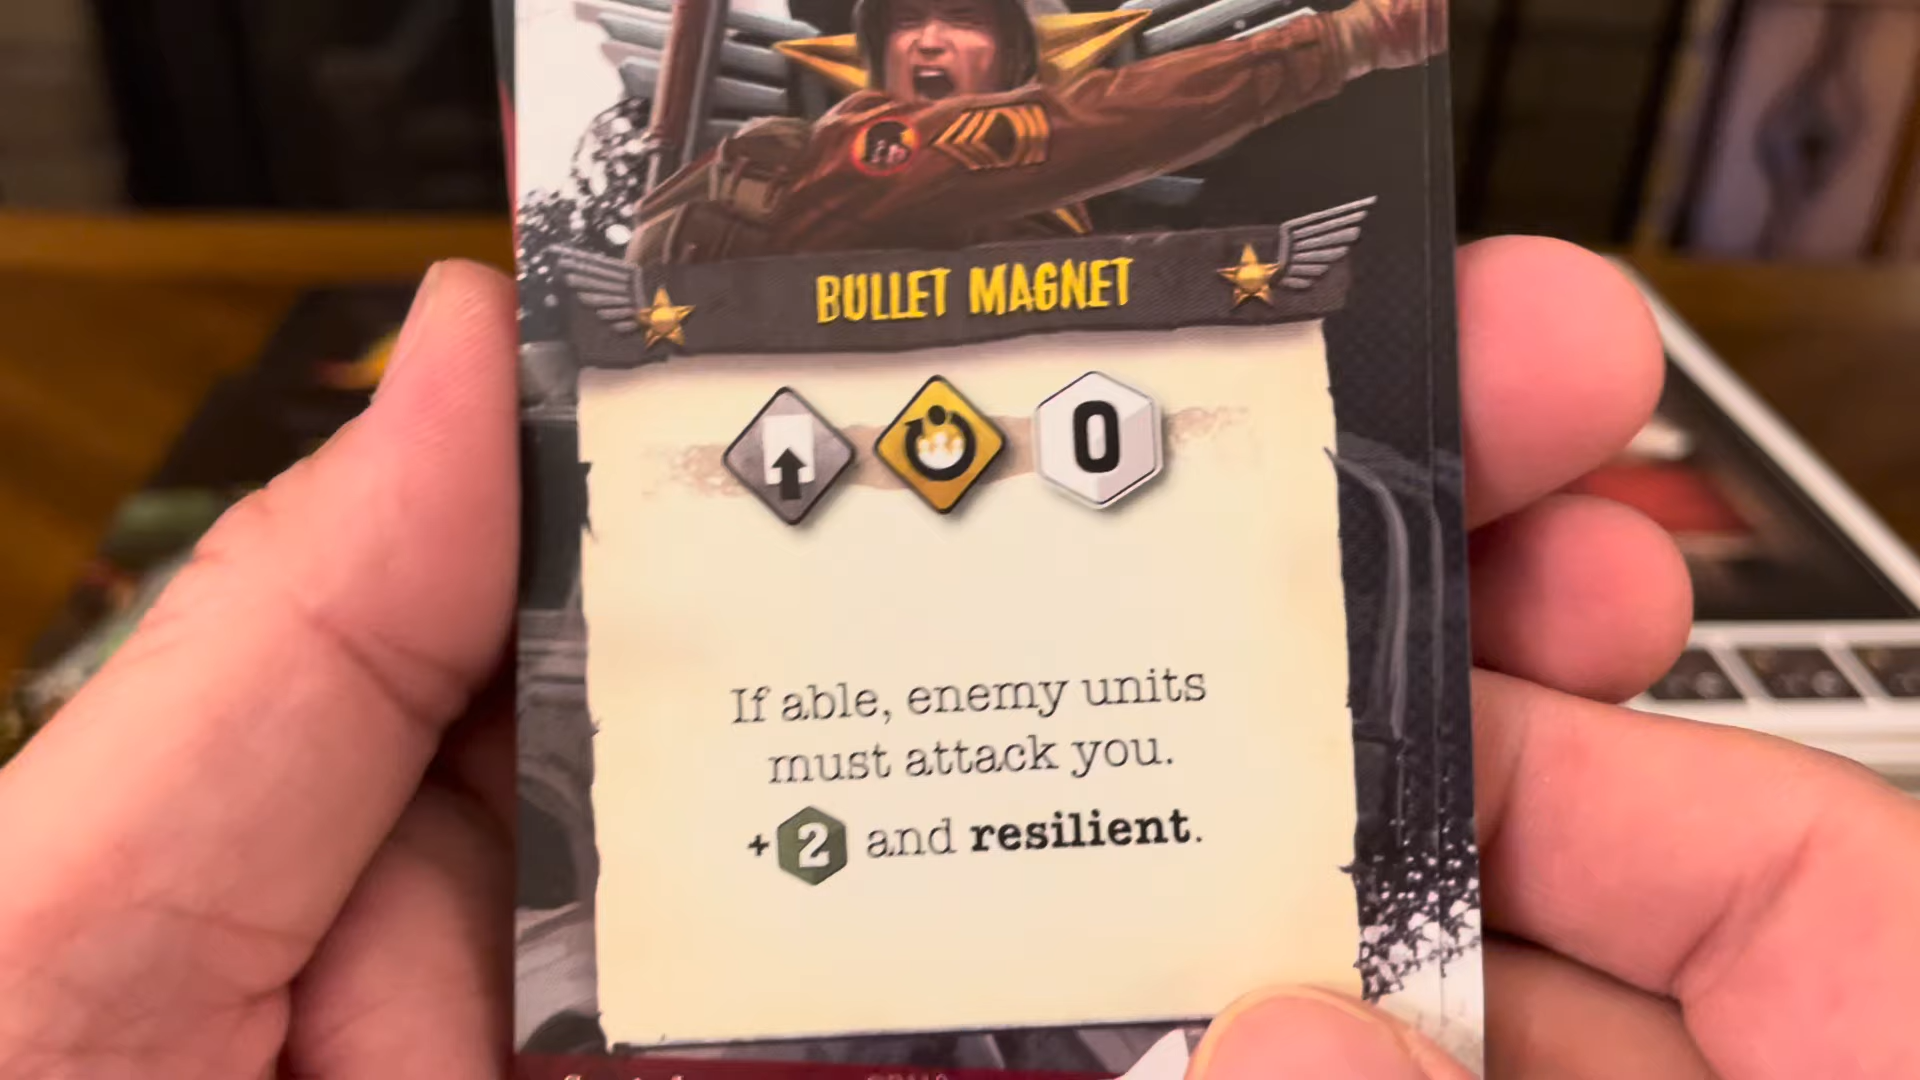 BULLET MAGNET
0
If able, enemy units
must attack you.
+2 and resilient.